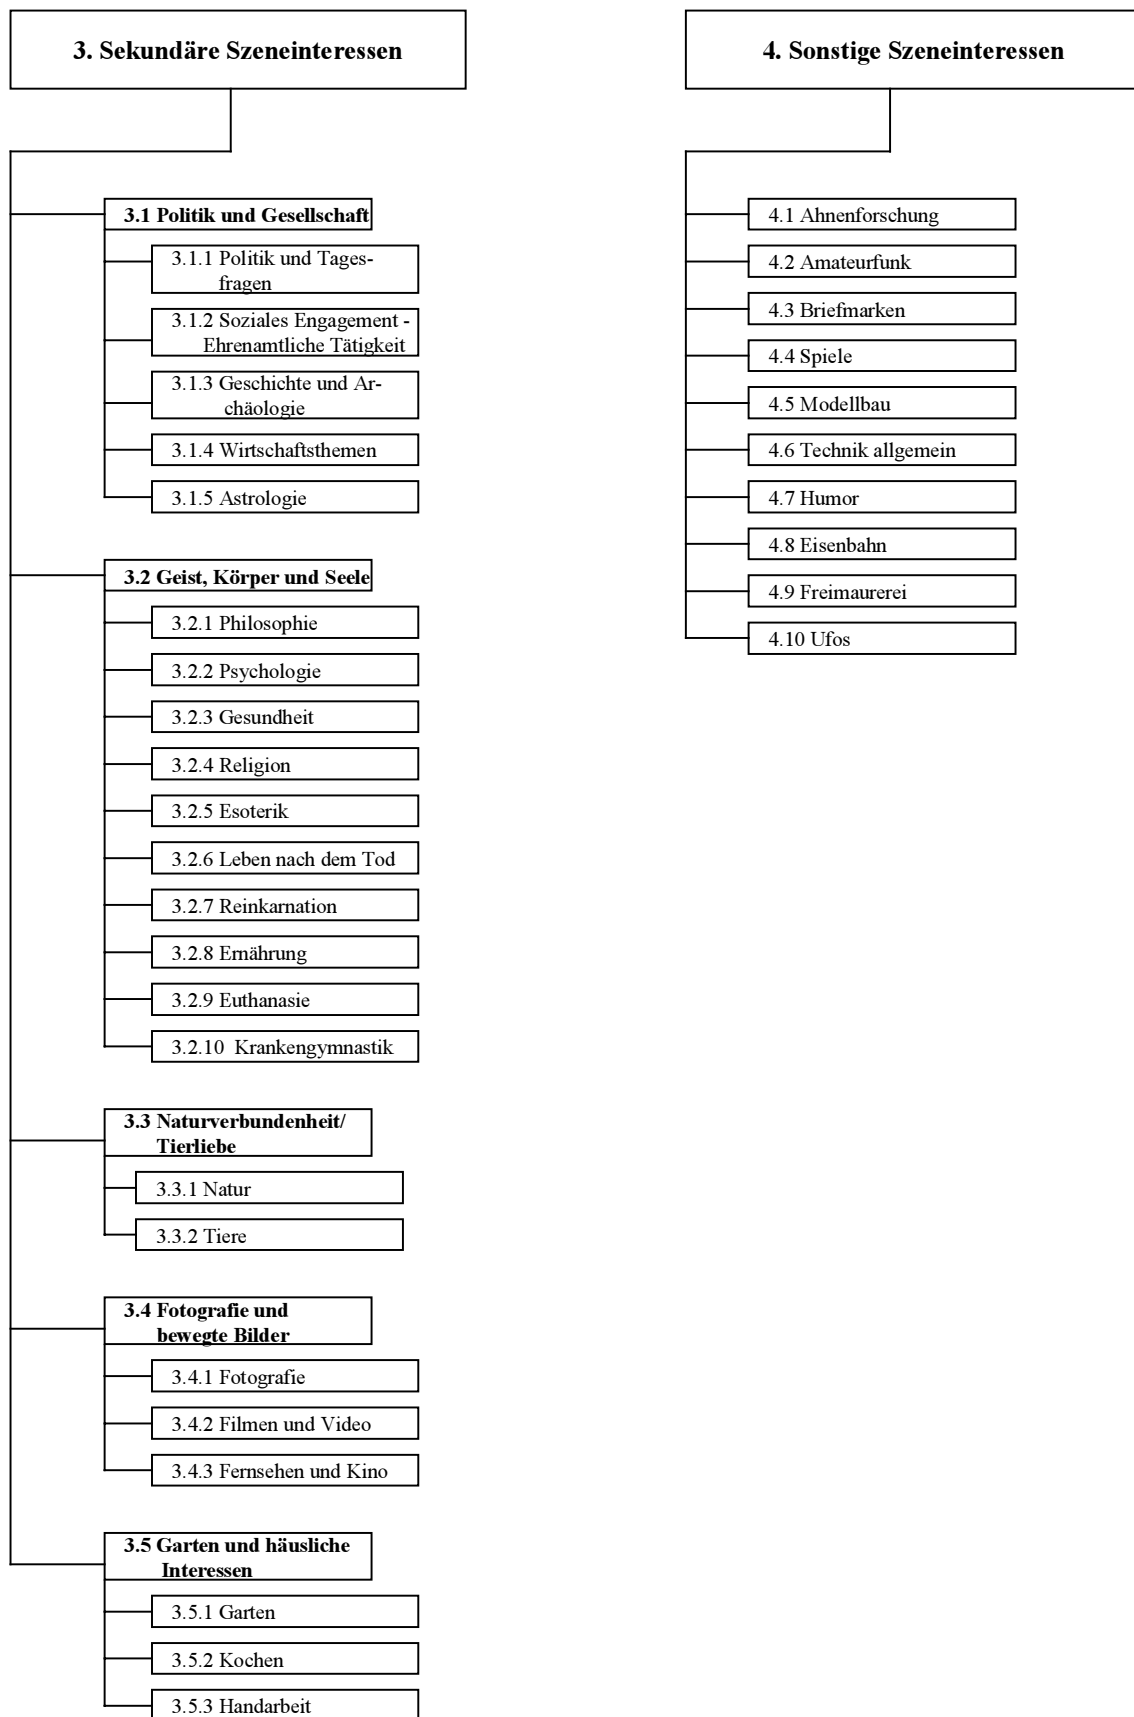 3. Sekundäre Szeneinteressen
3.1 Politik und Gesellschaft
3.1.1 Politik und Tages-
fragen
3.1.2 Soziales Engagement -
Ehrenamtliche Tätigkeit
3.1.3 Geschichte und Ar-
chäologie
3.1.4 Wirtschaftsthemen
3.1.5 Astrologie
3.2 Geist, Körper und Seele
3.2.1 Philosophie
3.2.2 Psychologie
3.2.3 Gesundheit
3.2.4 Religion
3.2.5 Esoterik
3.2.6 Leben nach dem Tod
3.2.7 Reinkarnation
3.2.8 Ernährung
3.2.9 Euthanasie
3.2.10 Krankengymnastik
3.3 Naturverbundenheit/
Tierliebe
3.3.1 Natur
3.3.2 Tiere
3.4 Fotografie und
bewegte Bilder
3.4.1 Fotografie
3.4.2 Filmen und Video
3.4.3 Fernsehen und Kino
3.5 Garten und häusliche
Interessen
3.5.1 Garten
3.5.2 Kochen
3.5.3 Handarbeit
4. Sonstige Szeneinteressen
4.1 Ahnenforschung
4.2 Amateurfunk
4.3 Briefmarken
4.4 Spiele
4.5 Modellbau
4.6 Technik allgemein
4.7 Humor
4.8 Eisenbahn
4.9 Freimaurerei
4.10 Ufos